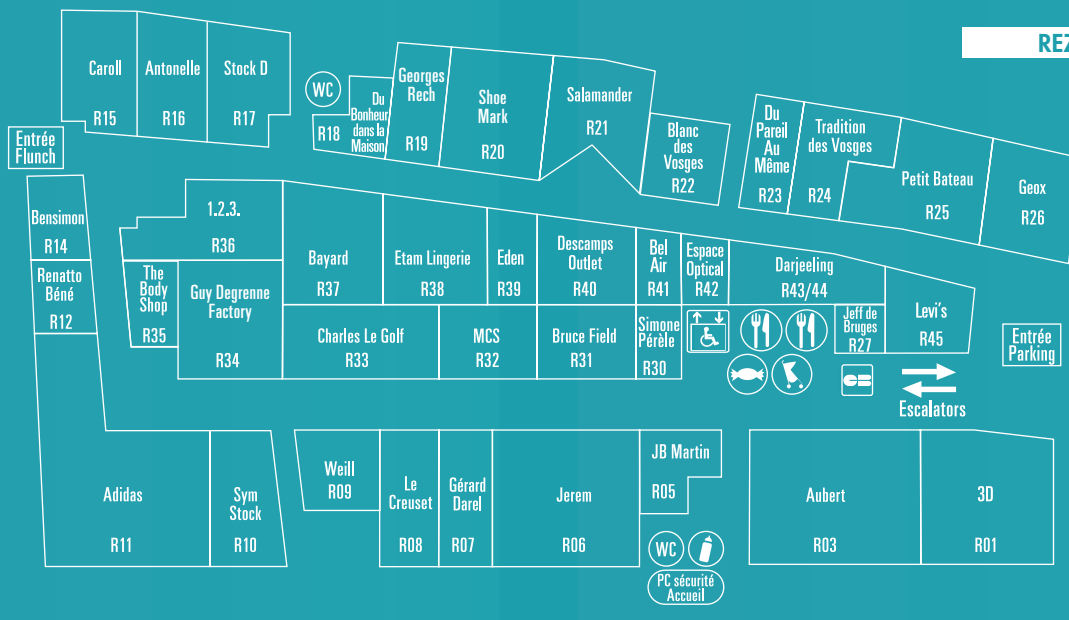 REZ
Caroll
R15
Antonelle
R16
Stock D
R17
WC
R18
Du
Bonheur
dans la
Maison
Georges
Rech
R19
Shoe
Mark
R20
Salamander
R21
Blanc
des
Vosges
R22
Du
Pareil
Au
Même
R23
Tradition
des Vosges
R24
Petit Bateau
R25
Geox
R26
Entrée
Flunch
Bensimon
R14
Renatto
Béné
R12
1.2.3.
R36
The
Body
Shop
R35
Guy Degrenne
Factory
R34
Bayard
R37
Etam Lingerie
R38
Eden
R39
Descamps
Outlet
R40
Bel
Air
R41
Espace
Optical
R42
Darjeeling
R43/44
Charles Le Golf
R33
MCS
R32
Bruce Field
R31
Simone
Pérèle
R30
Jeff de
Bruges
R27
Levi's
R45
Entrée
Parking
Escalators
Adidas
R11
Sym
Stock
R10
Weill
R09
Le
Creuset
R08
Gérard
Darel
R07
Jerem
R06
JB Martin
R05
Aubert
R03
3D
R01
WC
PC sécurité
Accueil